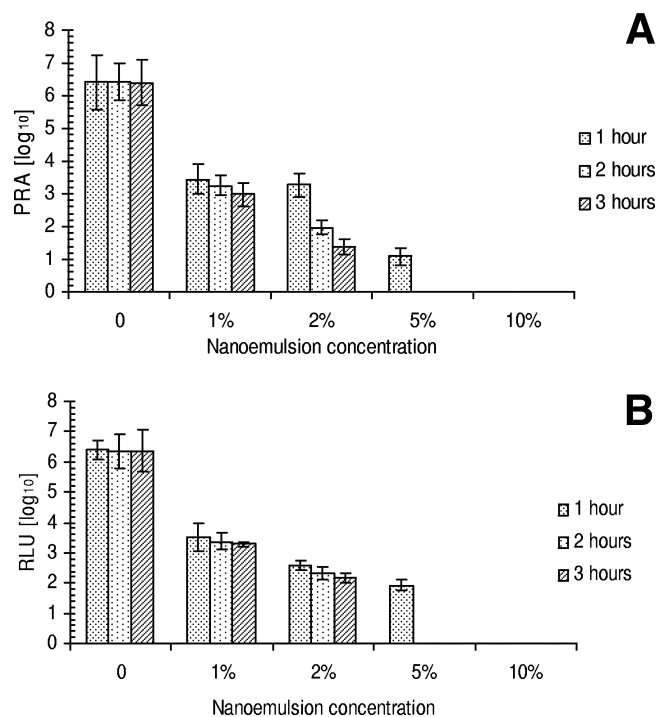 A
8
7
6
5
4
3
2
1
0
PRA [log10]
1 hour
2 hours
3 hours
0 1% 2% 5% 10%
Nanoemulsion concentration
B
8
7
6
5
4
3
2
1
0
RLU [log10]
1 hour
2 hours
3 hours
0 1% 2% 5% 10%
Nanoemulsion concentration